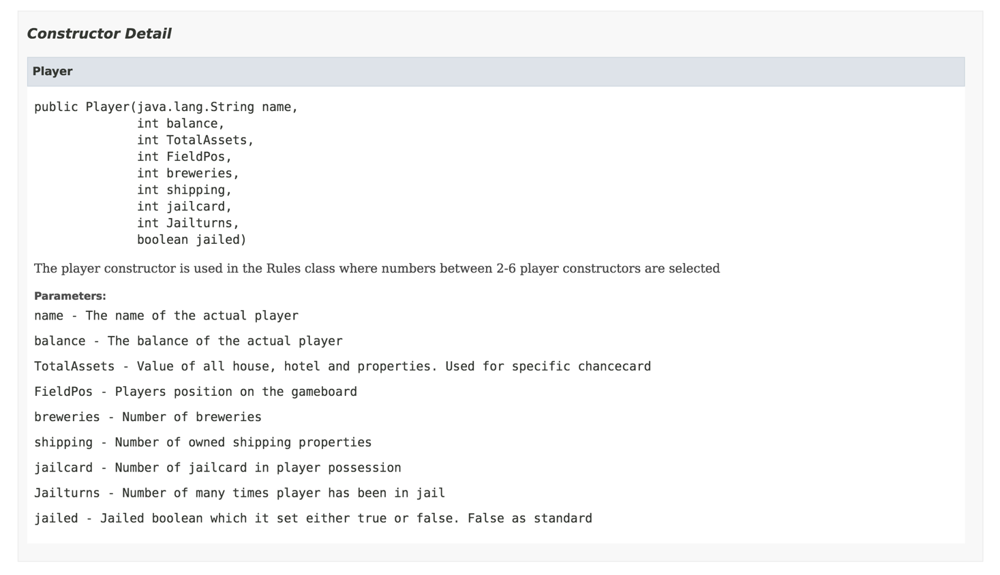 Constructor Detail
Player
public Player(java.lang.String name,
int balance,
int TotalAssets,
int FieldPos,
int breweries,
int shipping,
int jailcard,
int Jailturns,
boolean jailed)
The player constructor is used in the Rules class where numbers between 2-6 player constructors are selected
Parameters:
name - The name of the actual player
balance - The balance of the actual player
TotalAssets - Value of all house, hotel and properties. Used for specific chancecard
FieldPos - Players position on the gameboard
breweries - Number of breweries
shipping - Number of owned shipping properties
jailcard - Number of jailcard in player possession
Jailturns - Number of many times player has been in jail
jailed - Jailed boolean which it set either true or false. False as standard